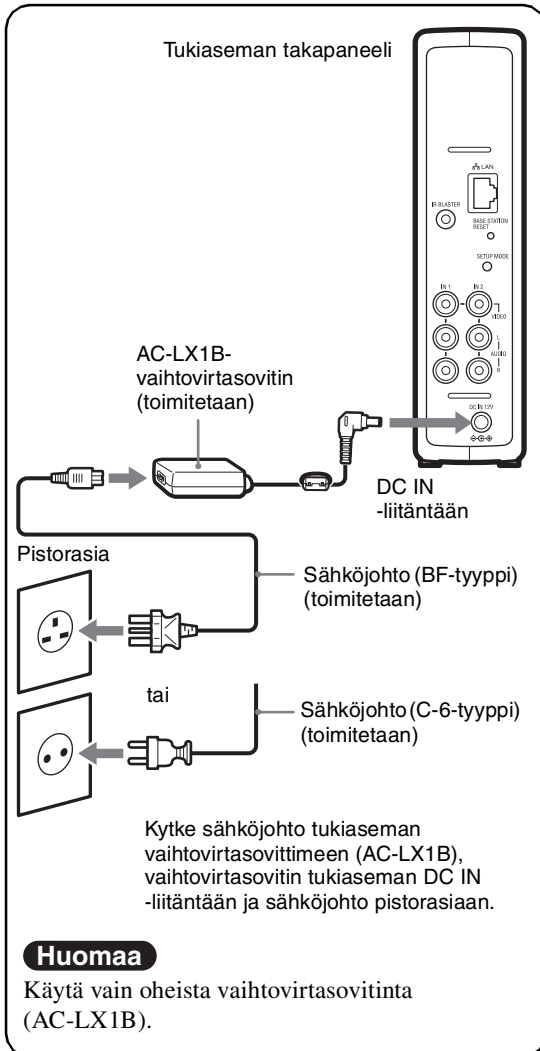 Tukiaseman takapaneeli
LAN
IR BLASTER
BASE STATION
RESET
SETUP MODE
IN 1 IN 2
VIDEO
L
AUDIO
R
DC IN 12V
AC-LX1B-
vaihtovirtasovitin
(toimitetaan)
DC IN
-liitäntään
Pistorasia
Sähköjohto (BF-tyyppi)
(toimitetaan)
tai
Sähköjohto (C-6-tyyppi)
(toimitetaan)
Kytke sähköjohto tukiaseman
vaihtovirtasovittimeen (AC-LX1B),
vaihtovirtasovitin tukiaseman DC IN
-liitäntään ja sähköjohto pistorasiaan.
Huomaa
Käytä vain oheista vaihtovirtasovitinta
(AC-LX1B).